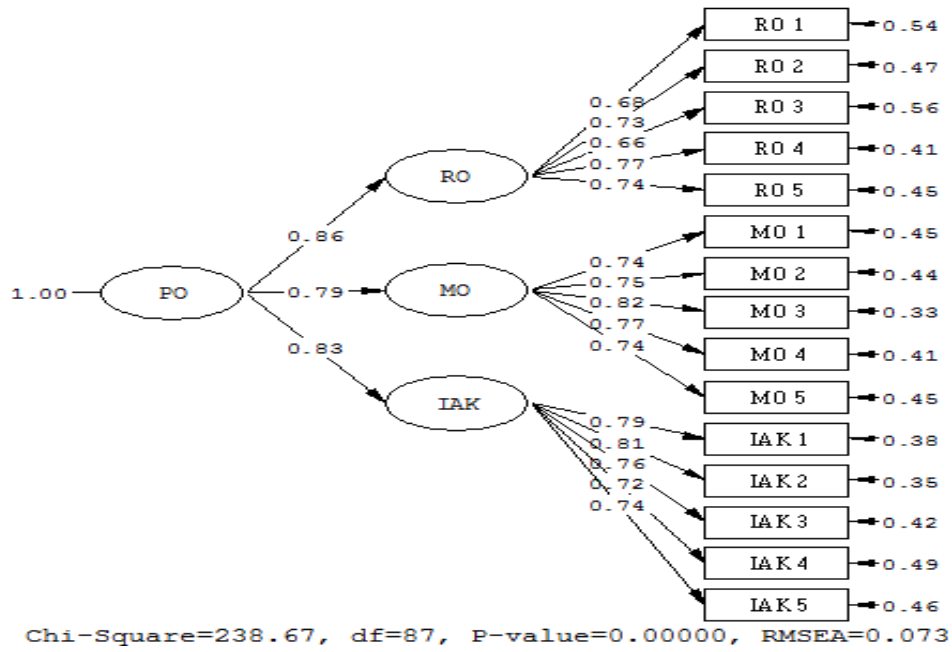 RO 1
0.54
RO 2
0.47
0.68
0.73
RO 3
0.56
0.66
RO 4
0.41
0.77
RO
0.74
RO 5
0.45
0.86
MO 1
0.45
0.74
0.75
MO 2
0.44
1.00
PO
0.79
MO
0.82
MO 3
0.33
0.77
0.74
MO 4
0.41
0.83
MO 5
0.45
IAK
0.79
IAK 1
0.38
0.81
0.76
IAK 2
0.35
0.72
0.74
IAK 3
0.42
IAK 4
0.49
IAK 5
0.46
Chi-Square=238.67, df=87, P-value=0.00000, RMSEA=0.073